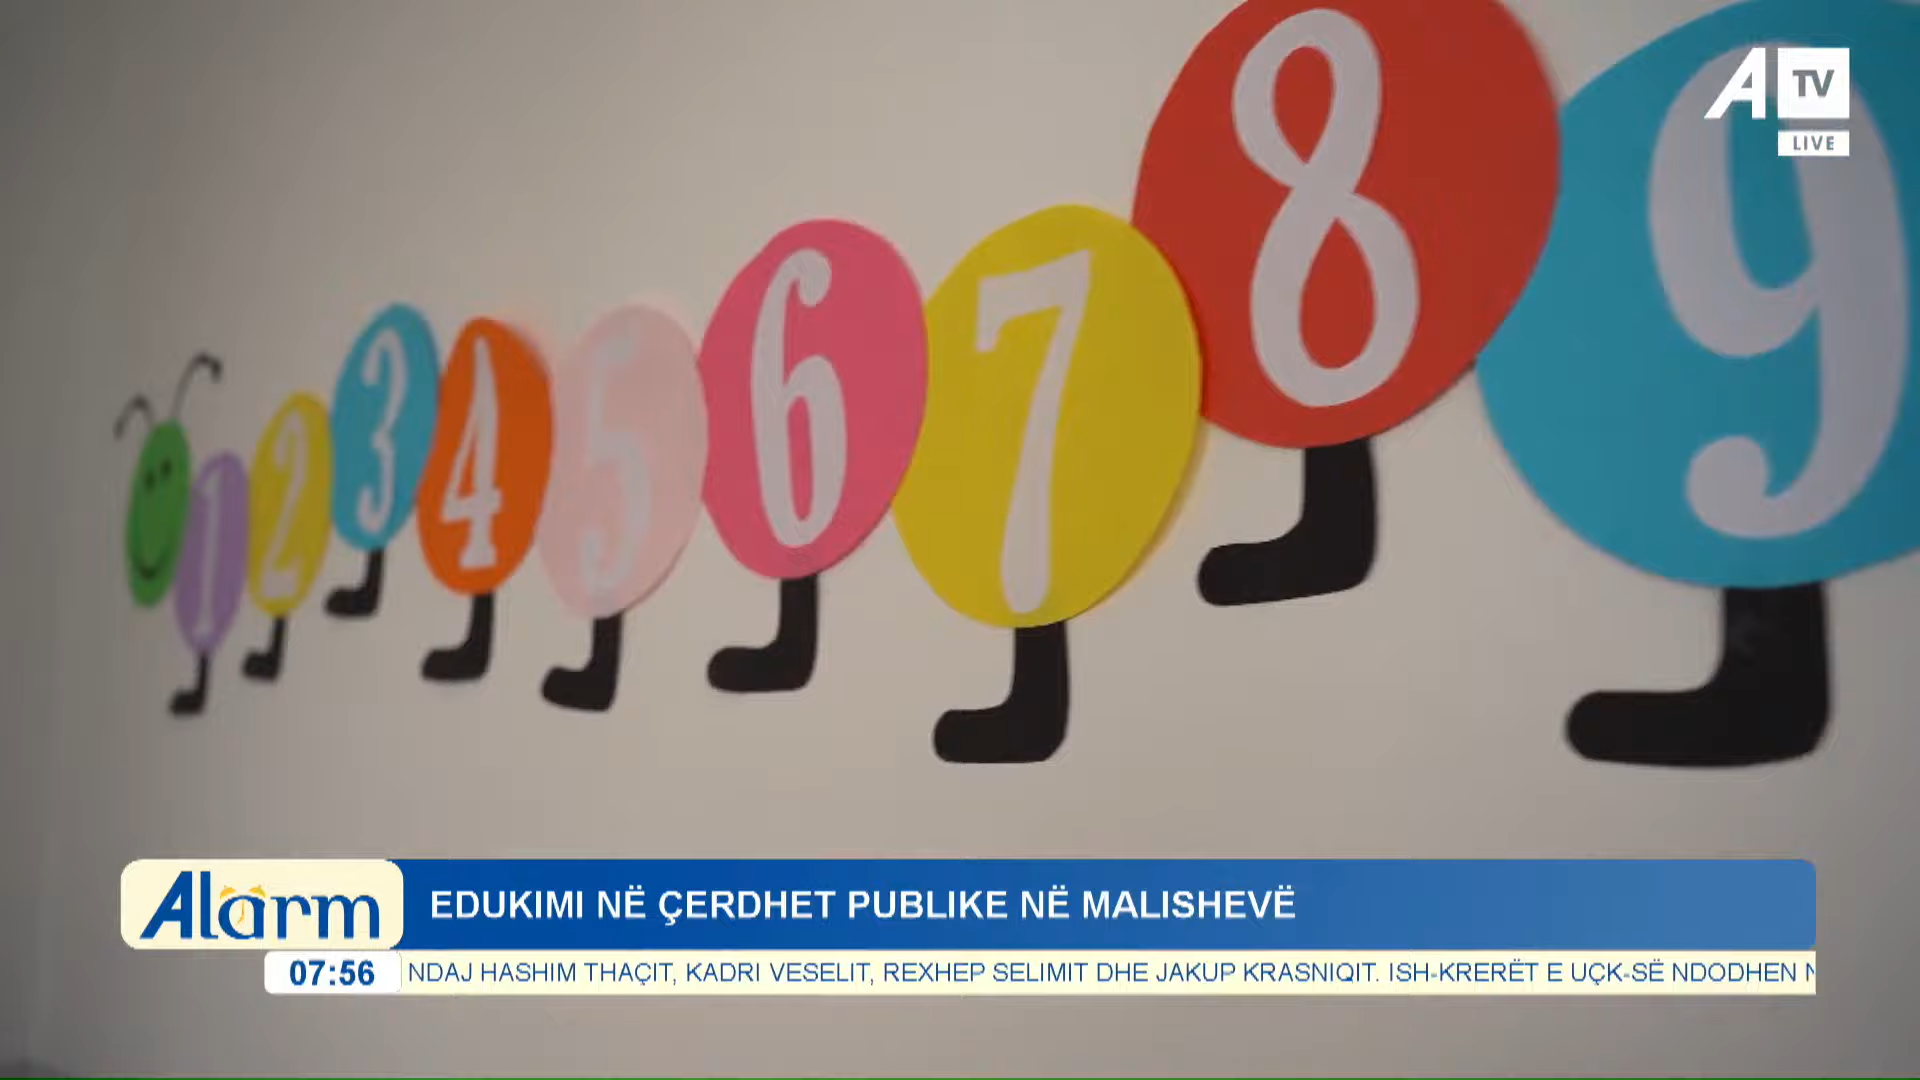 A TV
LIVE
1 2 3 4 5 6 7 8 9
Alarm
EDUKIMI NË ÇERDHET PUBLIKE NË MALISHEVË
07:56
NDAJ HASHIM THAÇIT, KADRI VESELIT, REXHEP SELIMIT DHE JAKUP KRASNIQIT. ISH-KRERËT E UÇK-SË NDODHEN